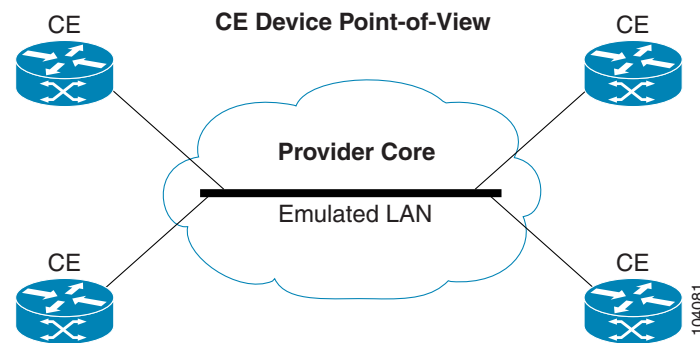 CE Device Point-of-View
CE
CE
Provider Core
Emulated LAN
CE
CE
104081